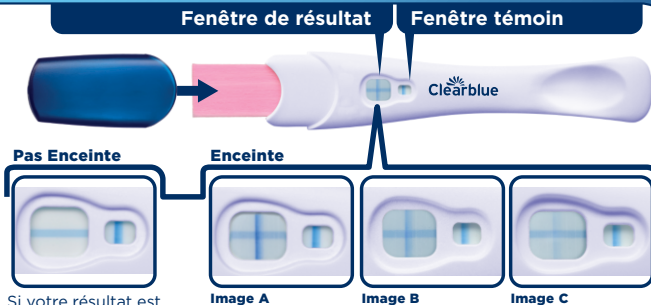 Fenêtre de résultat
Fenêtre témoin
Clearblue
Pas Enceinte
Enceinte
Si votre résultat est
Image A
Image B
Image C